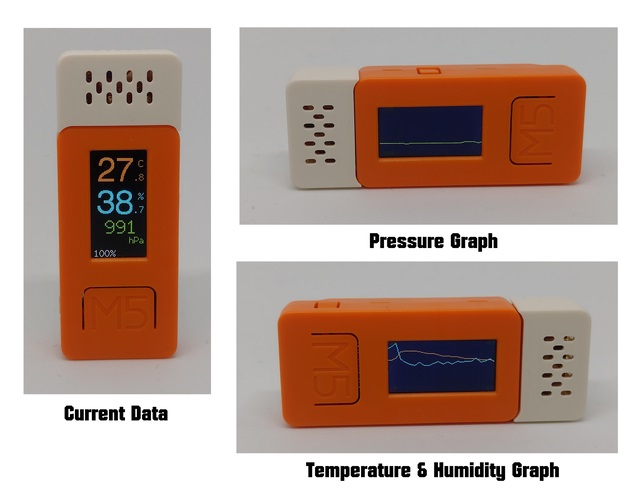 27 C
.8
38 %
.7
991
hPa
100%
M5
Current Data
M5
Pressure Graph
M5
Temperature & Humidity Graph